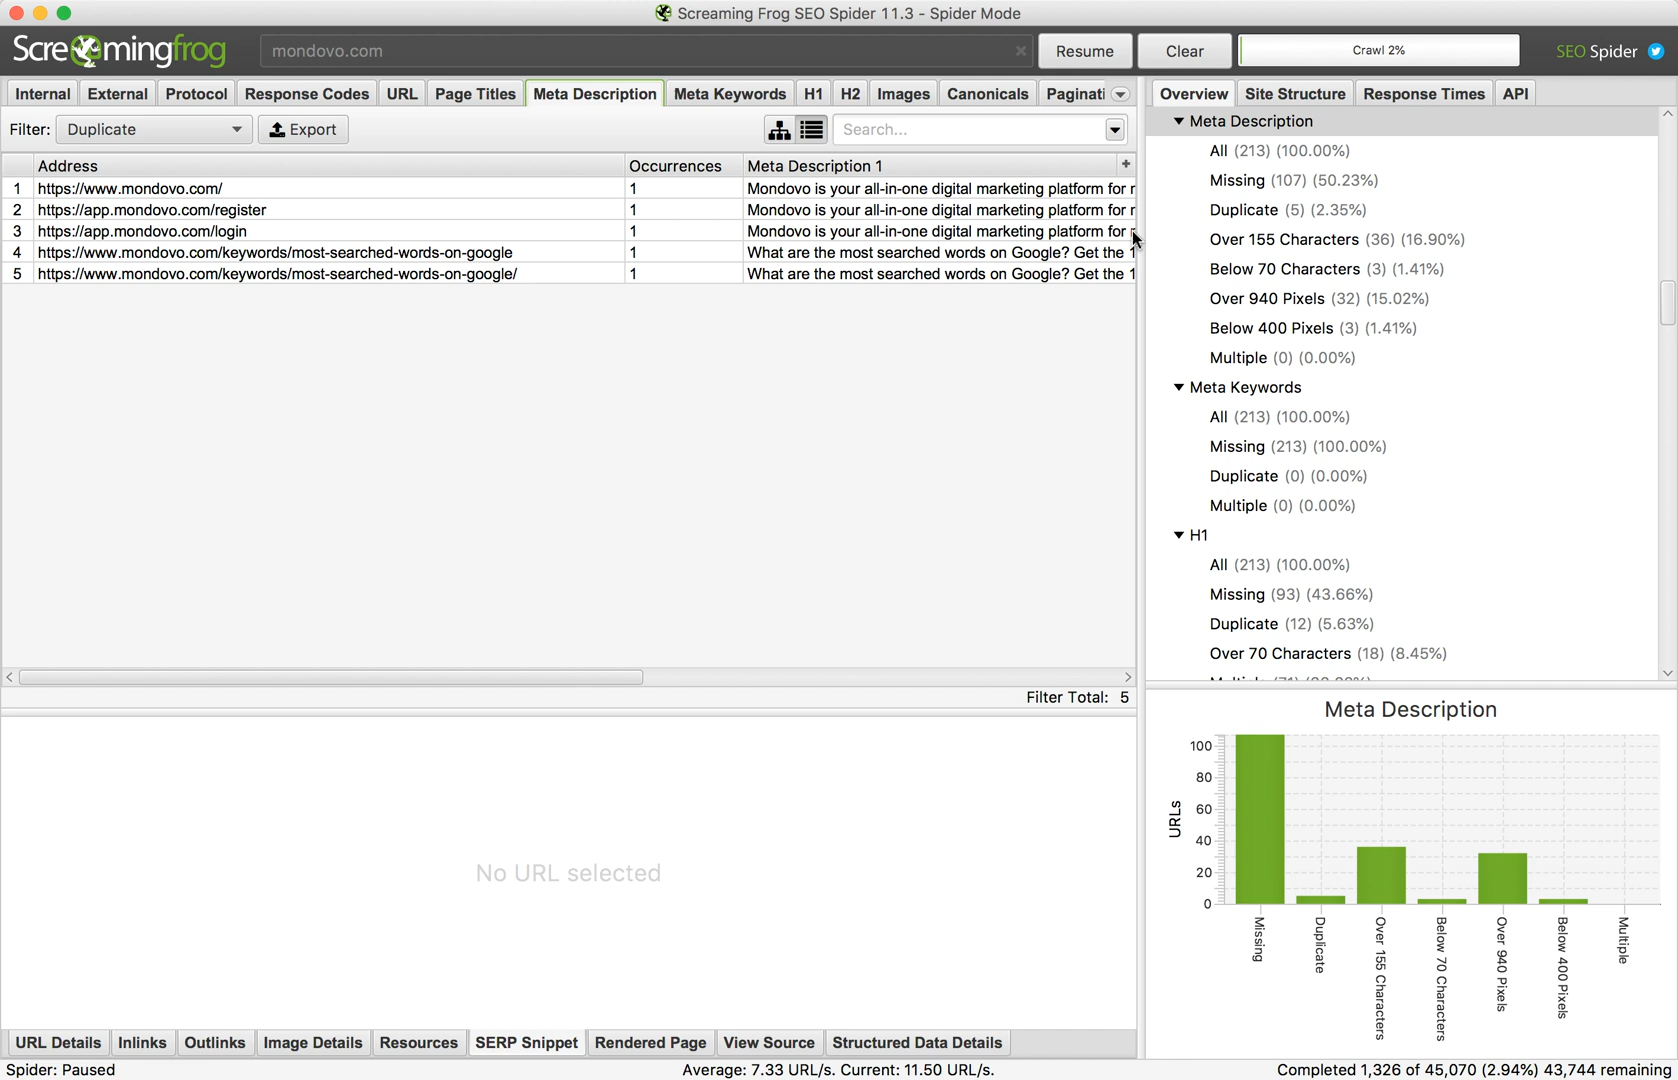 Screaming Frog SEO Spider 11.3 - Spider Mode
Screamingfrog
mondovo.com
Resume
Clear
Crawl 2%
SEO Spider
Internal External Protocol Response Codes URL Page Titles Meta Description Meta Keywords H1 H2 Images Canonicals Paginati
Filter: Duplicate Export Search...
Address Occurrences Meta Description 1 +
1 https://www.mondovo.com/ 1 Mondovo is your all-in-one digital marketing platform for
2 https://app.mondovo.com/register 1 Mondovo is your all-in-one digital marketing platform for
3 https://app.mondovo.com/login 1 Mondovo is your all-in-one digital marketing platform for
4 https://www.mondovo.com/keywords/most-searched-words-on-google 1 What are the most searched words on Google? Get the 1
5 https://www.mondovo.com/keywords/most-searched-words-on-google/ 1 What are the most searched words on Google? Get the 1
Filter Total: 5
No URL selected
URL Details Inlinks Outlinks Image Details Resources SERP Snippet Rendered Page View Source Structured Data Details
Overview Site Structure Response Times API
Meta Description
All (213) (100.00%)
Missing (107) (50.23%)
Duplicate (5) (2.35%)
Over 155 Characters (36) (16.90%)
Below 70 Characters (3) (1.41%)
Over 940 Pixels (32) (15.02%)
Below 400 Pixels (3) (1.41%)
Multiple (0) (0.00%)
Meta Keywords
All (213) (100.00%)
Missing (213) (100.00%)
Duplicate (0) (0.00%)
Multiple (0) (0.00%)
H1
All (213) (100.00%)
Missing (93) (43.66%)
Duplicate (12) (5.63%)
Over 70 Characters (18) (8.45%)
Meta Description
URLs
100
80
60
40
20
0
Missing
Duplicate
Over 155 Characters
Below 70 Characters
Over 940 Pixels
Below 400 Pixels
Multiple
Spider: Paused
Average: 7.33 URL/s. Current: 11.50 URL/s.
Completed 1,326 of 45,070 (2.94%) 43,744 remaining